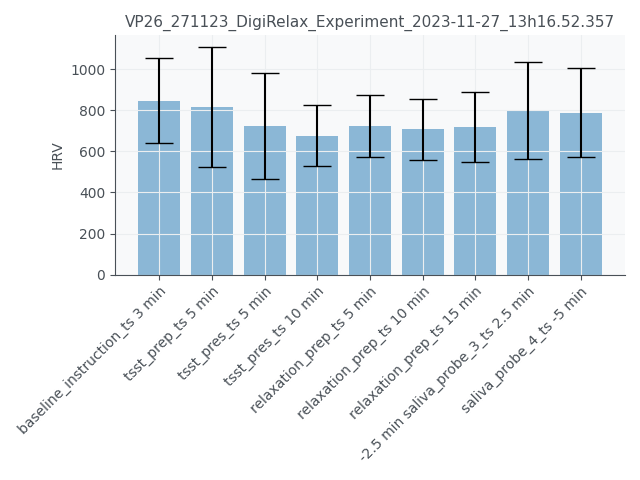 VP26_271123_DigiRelax_Experiment_2023-11-27_13h16.52.357
HRV
1000
800
600
400
200
0
baseline_instruction_ts 3 min
tsst_prep_ts 5 min
tsst_pres_ts 5 min
tsst_pres_ts 10 min
relaxation_prep_ts 5 min
relaxation_prep_ts 10 min
relaxation_prep_ts 15 min
-2.5 min saliva_probe_3_ts 2.5 min
saliva_probe_4_ts -5 min